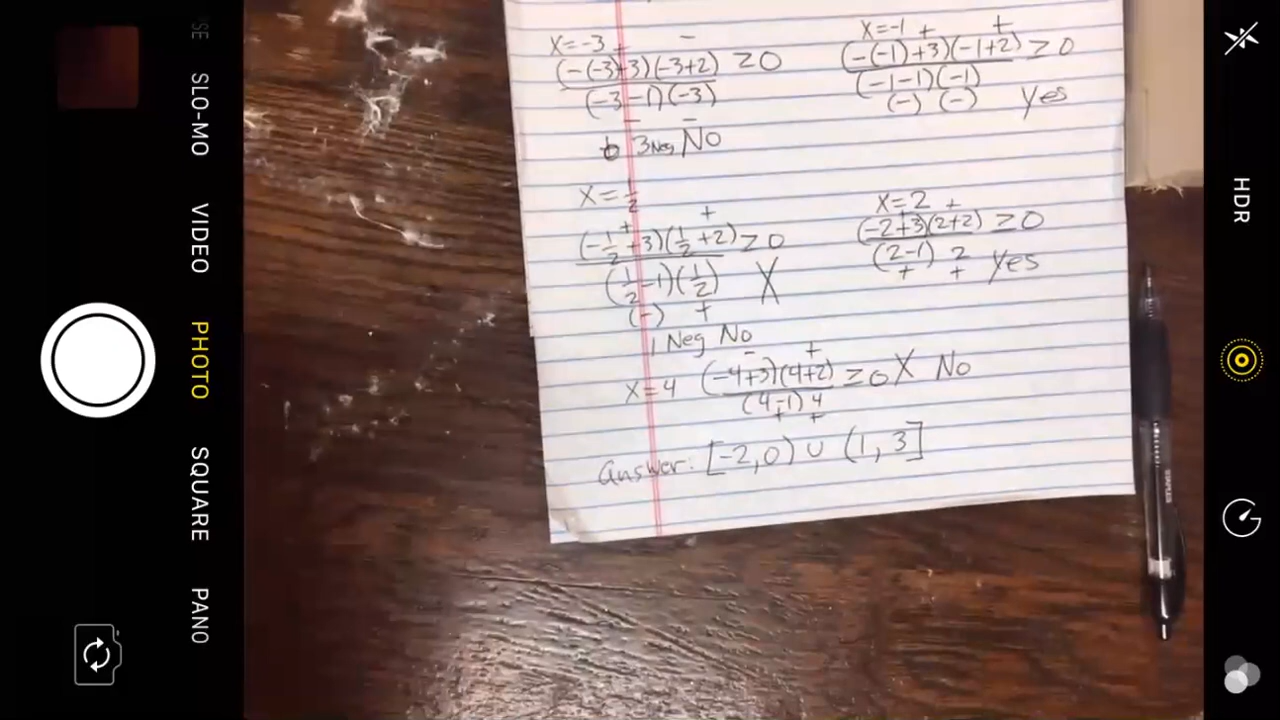 SE
SLO-MO
VIDEO
PHOTO
SQUARE
PANO
x=-3
+ -
(-(-3)+3)(-3+2) ≥0
(-3-1)(-3)
- -
3 Neg No
x=-1 + +
(-(-1)+3)(-1+2) ≥0
(-1-1)(-1)
(-) (-) Yes
x=1/2
+ +
(-1/2+3)(1/2+2) ≥0
(1/2-1)(1/2) X
(-) +
1 Neg No
x=2 +
+
(-2+3)(2+2) ≥0
(2-1) 2
+ + Yes
- +
x=4 (-4+3)(4+2) ≥0 X No
(4-1) 4
+ +
Answer: [-2,0) ∪ (1,3]
HDR
STAPLES